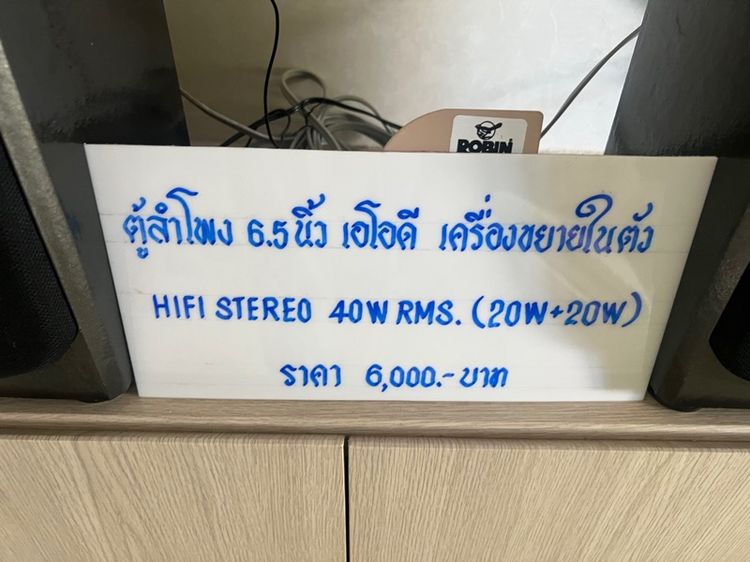 ROBIN
ตู้ลำโพง 6.5นิ้ว เอโอดี เครื่องขยายในตัว
HIFI STEREO 40W RMS. (20W+20W)
ราคา 6,000.- บาท